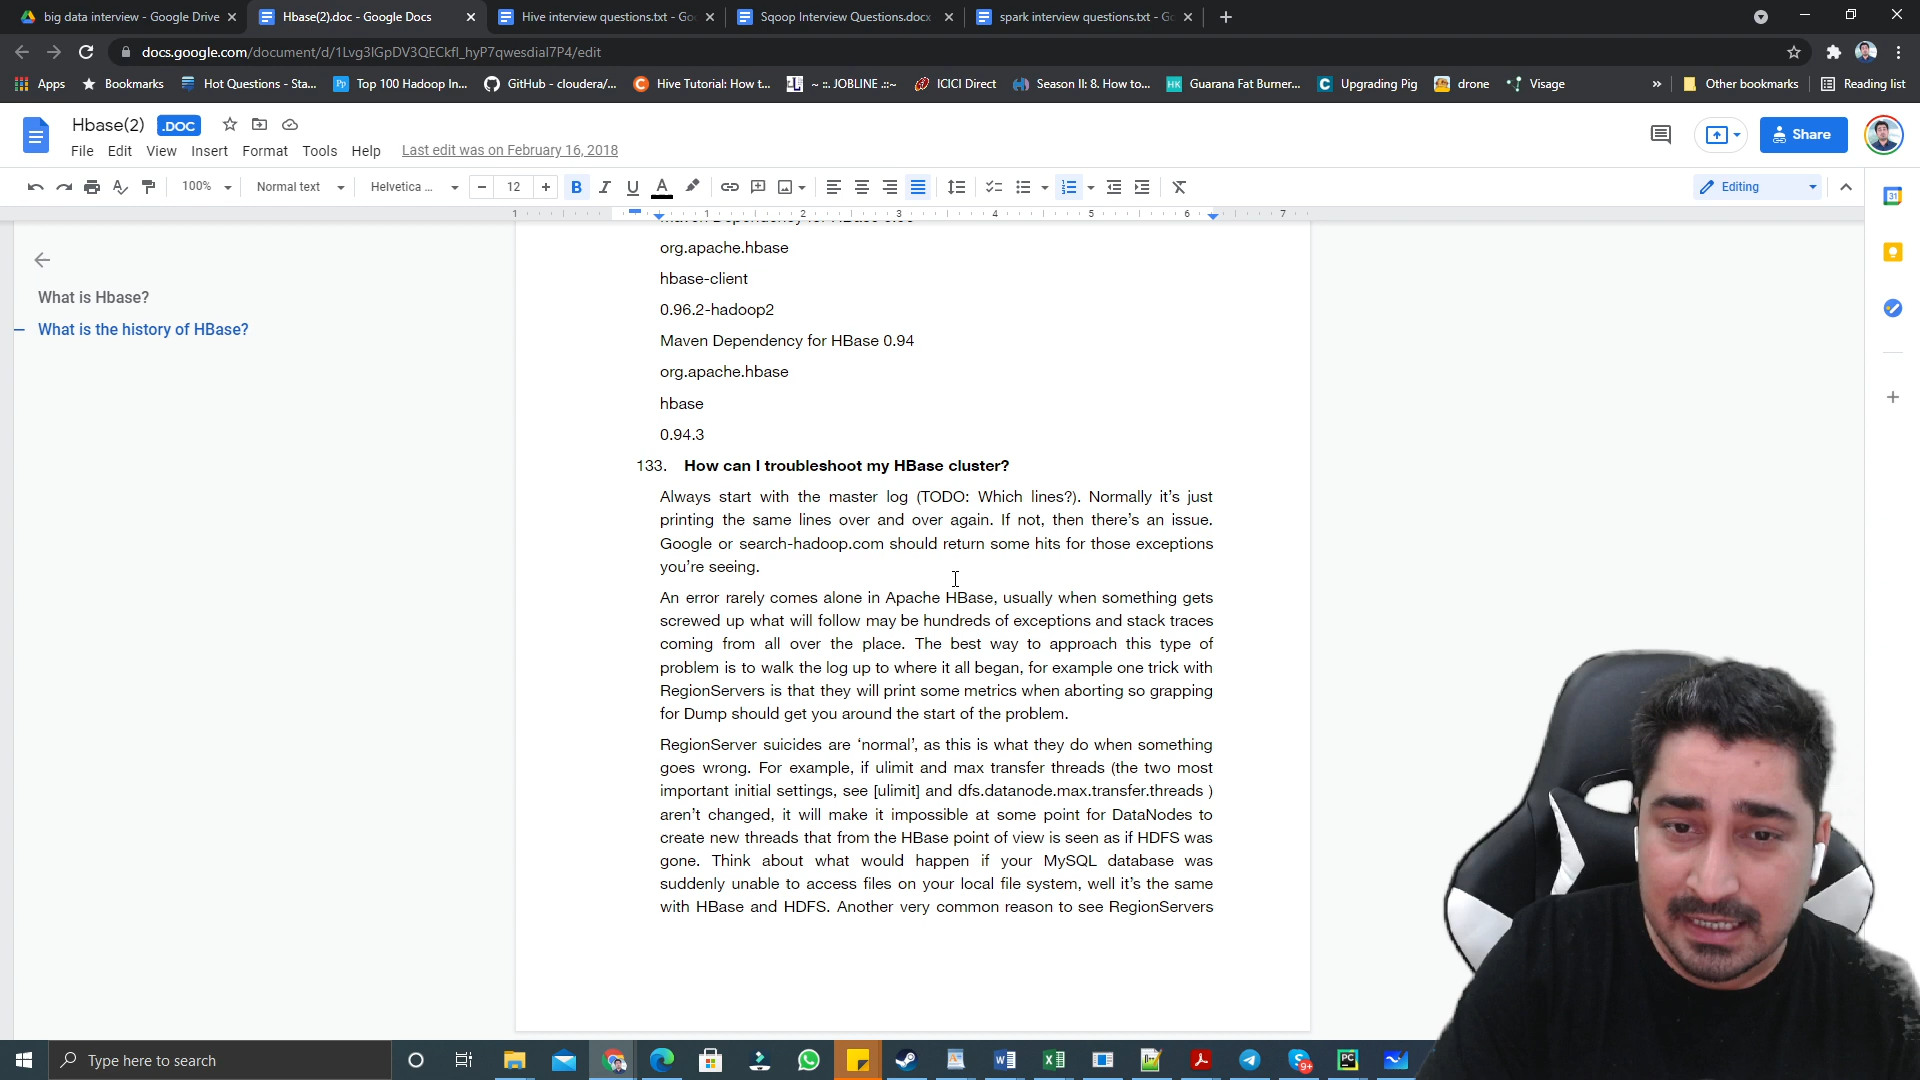 big data interview - Google Drive
Hbase(2).doc - Google Docs
Hive interview questions.txt - Go
Sqoop Interview Questions.docx
spark interview questions.txt - G
docs.google.com/document/d/1Lvg3lGpDV3QECkfl_hyP7qwesdial7P4/edit
Apps
Bookmarks
Hot Questions - Sta...
Top 100 Hadoop In...
GitHub - cloudera/...
Hive Tutorial: How t...
~ ::. JOBLINE .::~
ICICI Direct
Season II: 8. How to...
Guarana Fat Burner...
Upgrading Pig
drone
Visage
»
Other bookmarks
Reading list
Hbase(2) .DOC
Share
File Edit View Insert Format Tools Help Last edit was on February 16, 2018
100% Normal text Helvetica ... 12 B I U A Editing
1 1 2 3 4 5 6 7
What is Hbase?
What is the history of HBase?
org.apache.hbase
hbase-client
0.96.2-hadoop2
Maven Dependency for HBase 0.94
org.apache.hbase
hbase
0.94.3
133. How can I troubleshoot my HBase cluster?
Always start with the master log (TODO: Which lines?). Normally it’s just
printing the same lines over and over again. If not, then there’s an issue.
Google or search-hadoop.com should return some hits for those exceptions
you’re seeing.
An error rarely comes alone in Apache HBase, usually when something gets
screwed up what will follow may be hundreds of exceptions and stack traces
coming from all over the place. The best way to approach this type of
problem is to walk the log up to where it all began, for example one trick with
RegionServers is that they will print some metrics when aborting so grapping
for Dump should get you around the start of the problem.
RegionServer suicides are ‘normal’, as this is what they do when something
goes wrong. For example, if ulimit and max transfer threads (the two most
important initial settings, see [ulimit] and dfs.datanode.max.transfer.threads )
aren’t changed, it will make it impossible at some point for DataNodes to
create new threads that from the HBase point of view is seen as if HDFS was
gone. Think about what would happen if your MySQL database was
suddenly unable to access files on your local file system, well it’s the same
with HBase and HDFS. Another very common reason to see RegionServers
Type here to search